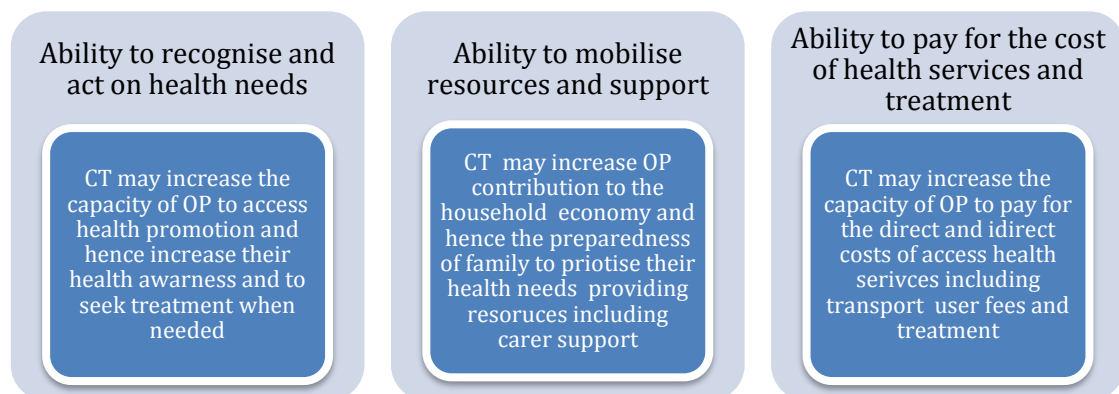 Ability to recognise and
act on health needs
CT may increase the
capacity of OP to access
health promotion and
hence increase their
health awarness and to
seek treatment when
needed
Ability to mobilise
resources and support
CT may increase OP
contribution to the
household economy and
hence the preparedness
of family to priotise their
health needs providing
resoruces including
carer support
Ability to pay for the cost
of health services and
treatment
CT may increase the
capacity of OP to pay for
the direct and idirect
costs of access health
serivces including
transport user fees and
treatment